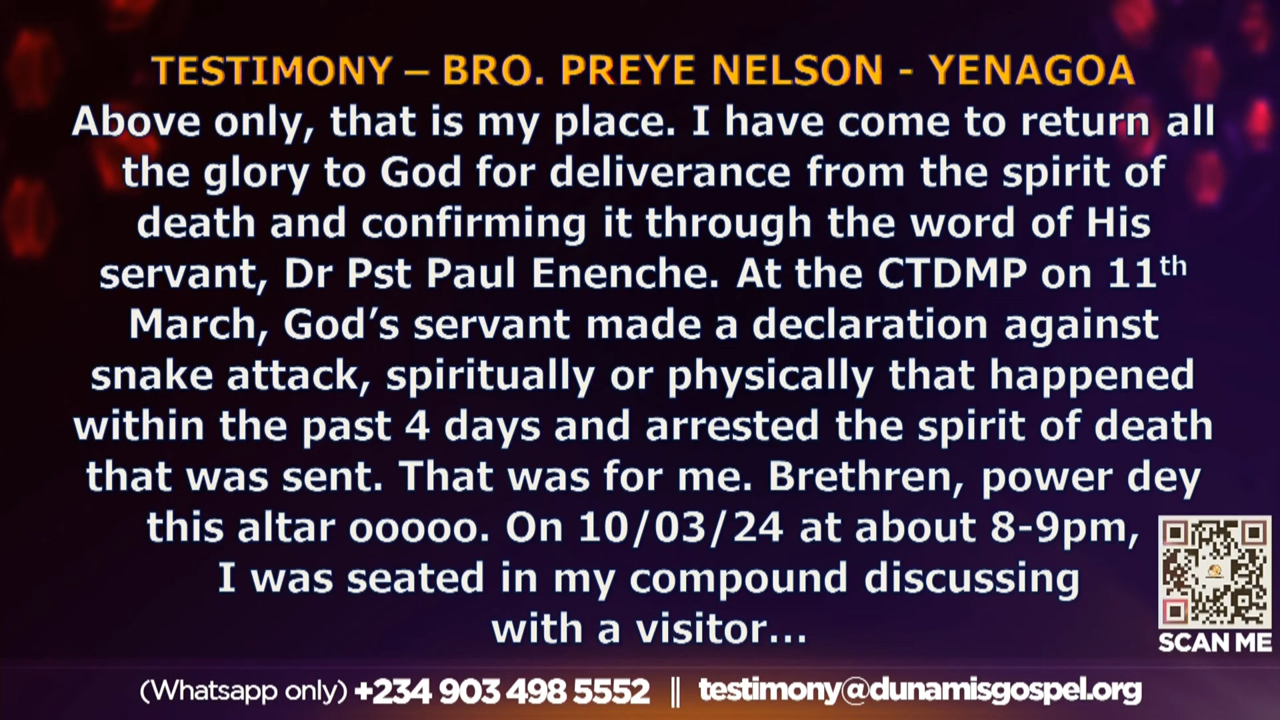 TESTIMONY – BRO. PREYE NELSON - YENAGOA
Above only, that is my place. I have come to return all
the glory to God for deliverance from the spirit of
death and confirming it through the word of His
servant, Dr Pst Paul Enenche. At the CTDMP on 11th
March, God’s servant made a declaration against
snake attack, spiritually or physically that happened
within the past 4 days and arrested the spirit of death
that was sent. That was for me. Brethren, power dey
this altar ooooo. On 10/03/24 at about 8-9pm,
I was seated in my compound discussing
with a visitor...
SCAN ME
(Whatsapp only) +234 903 498 5552 || testimony@dunamisgospel.org